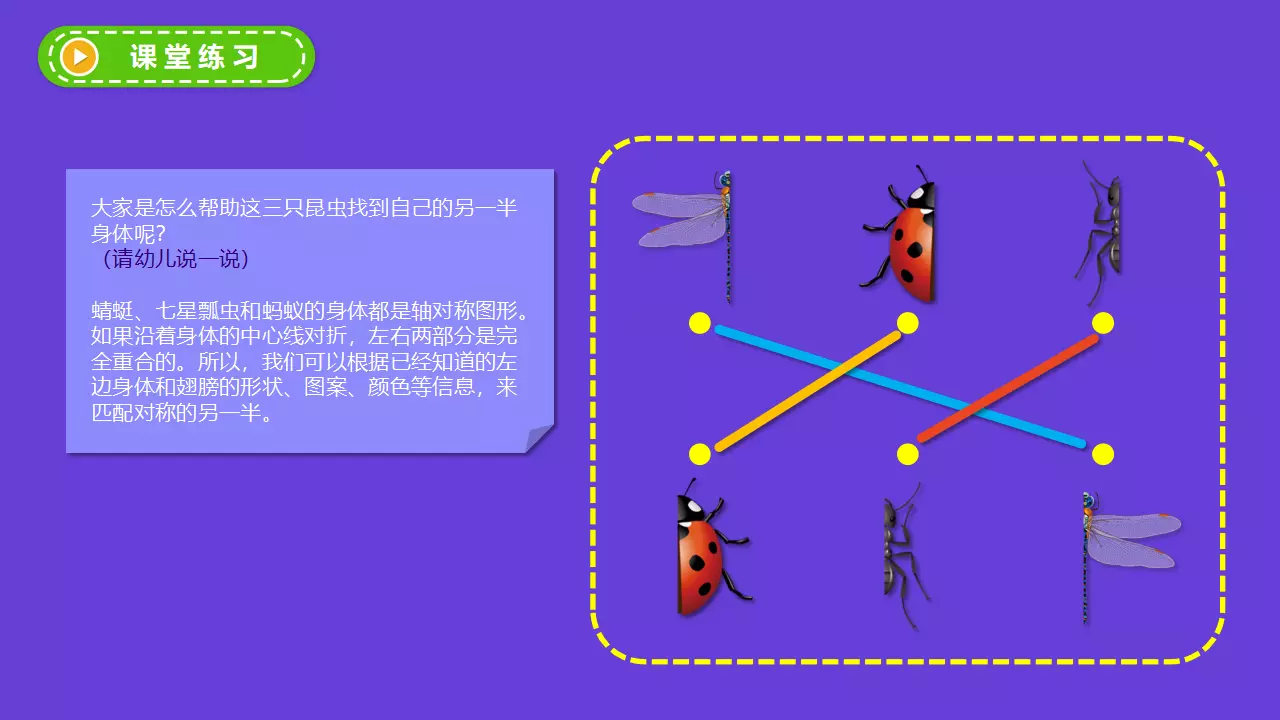 课堂练习
大家是怎么帮助这三只昆虫找到自己的另一半
身体呢?
（请幼儿说一说）
蜻蜓、七星瓢虫和蚂蚁的身体都是轴对称图形。
如果沿着身体的中心线对折，左右两部分是完
全重合的。所以，我们可以根据已经知道的左
边身体和翅膀的形状、图案、颜色等信息，来
匹配对称的另一半。